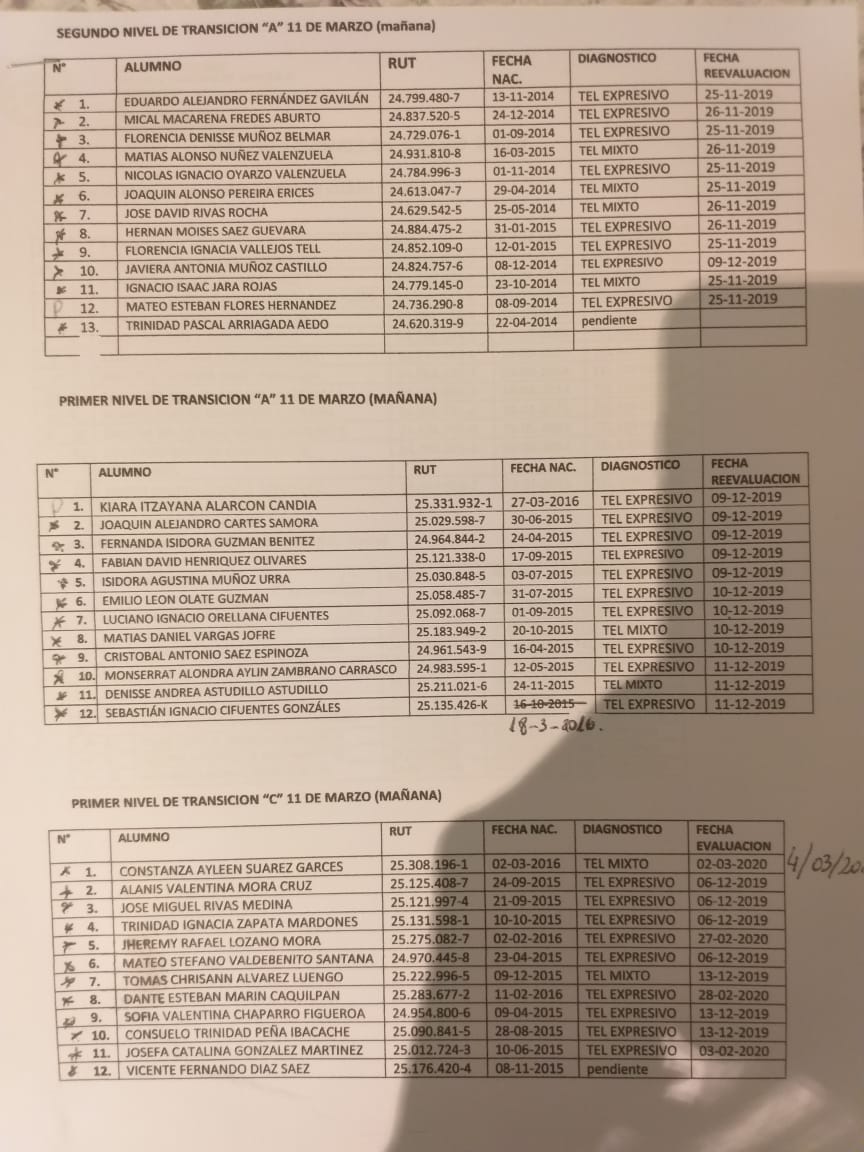 SEGUNDO NIVEL DE TRANSICION "A" 11 DE MARZO (mañana)
N° ALUMNO RUT FECHA NAC. DIAGNOSTICO FECHA REEVALUACION
1. EDUARDO ALEJANDRO FERNÁNDEZ GAVILÁN 24.799.480-7 13-11-2014 TEL EXPRESIVO 25-11-2019
2. MICAL MACARENA FREDES ABURTO 24.837.520-5 24-12-2014 TEL EXPRESIVO 26-11-2019
3. FLORENCIA DENISSE MUÑOZ BELMAR 24.729.076-1 01-09-2014 TEL EXPRESIVO 25-11-2019
4. MATIAS ALONSO NUÑEZ VALENZUELA 24.931.810-8 16-03-2015 TEL MIXTO 26-11-2019
5. NICOLAS IGNACIO OYARZO VALENZUELA 24.784.996-3 01-11-2014 TEL EXPRESIVO 25-11-2019
6. JOAQUIN ALONSO PEREIRA ERICES 24.613.047-7 29-04-2014 TEL MIXTO 25-11-2019
7. JOSE DAVID RIVAS ROCHA 24.629.542-5 25-05-2014 TEL MIXTO 26-11-2019
8. HERNAN MOISES SAEZ GUEVARA 24.884.475-2 31-01-2015 TEL EXPRESIVO 26-11-2019
9. FLORENCIA IGNACIA VALLEJOS TELL 24.852.109-0 12-01-2015 TEL EXPRESIVO 25-11-2019
10. JAVIERA ANTONIA MUÑOZ CASTILLO 24.824.757-6 08-12-2014 TEL EXPRESIVO 09-12-2019
11. IGNACIO ISAAC JARA ROJAS 24.779.145-0 23-10-2014 TEL MIXTO 25-11-2019
12. MATEO ESTEBAN FLORES HERNANDEZ 24.736.290-8 08-09-2014 TEL EXPRESIVO 25-11-2019
13. TRINIDAD PASCAL ARRIAGADA AEDO 24.620.319-9 22-04-2014 pendiente
PRIMER NIVEL DE TRANSICION "A" 11 DE MARZO (MAÑANA)
N° ALUMNO RUT FECHA NAC. DIAGNOSTICO FECHA REEVALUACION
1. KIARA ITZAYANA ALARCON CANDIA 25.331.932-1 27-03-2016 TEL EXPRESIVO 09-12-2019
2. JOAQUIN ALEJANDRO CARTES SAMORA 25.029.598-7 30-06-2015 TEL EXPRESIVO 09-12-2019
3. FERNANDA ISIDORA GUZMAN BENITEZ 24.964.844-2 24-04-2015 TEL EXPRESIVO 09-12-2019
4. FABIAN DAVID HENRIQUEZ OLIVARES 25.121.338-0 17-09-2015 TEL EXPRESIVO 09-12-2019
5. ISIDORA AGUSTINA MUÑOZ URRA 25.030.848-5 03-07-2015 TEL EXPRESIVO 09-12-2019
6. EMILIO LEON OLATE GUZMAN 25.058.485-7 31-07-2015 TEL EXPRESIVO 10-12-2019
7. LUCIANO IGNACIO ORELLANA CIFUENTES 25.092.068-7 01-09-2015 TEL EXPRESIVO 10-12-2019
8. MATIAS DANIEL VARGAS JOFRE 25.183.949-2 20-10-2015 TEL MIXTO 10-12-2019
9. CRISTOBAL ANTONIO SAEZ ESPINOZA 24.961.543-9 16-04-2015 TEL EXPRESIVO 10-12-2019
10. MONSERRAT ALONDRA AYLIN ZAMBRANO CARRASCO 24.983.595-1 12-05-2015 TEL EXPRESIVO 11-12-2019
11. DENISSE ANDREA ASTUDILLO ASTUDILLO 25.211.021-6 24-11-2015 TEL MIXTO 11-12-2019
12. SEBASTIÁN IGNACIO CIFUENTES GONZÁLES 25.135.426-K 16-10-2015 TEL EXPRESIVO 11-12-2019
18-3-2016.
PRIMER NIVEL DE TRANSICION "C" 11 DE MARZO (MAÑANA)
N° ALUMNO RUT FECHA NAC. DIAGNOSTICO FECHA EVALUACION
1. CONSTANZA AYLEEN SUAREZ GARCES 25.308.196-1 02-03-2016 TEL MIXTO 02-03-2020
2. ALANIS VALENTINA MORA CRUZ 25.125.408-7 24-09-2015 TEL EXPRESIVO 06-12-2019
3. JOSE MIGUEL RIVAS MEDINA 25.121.997-4 21-09-2015 TEL EXPRESIVO 06-12-2019
4. TRINIDAD IGNACIA ZAPATA MARDONES 25.131.598-1 10-10-2015 TEL EXPRESIVO 06-12-2019
5. JHEREMY RAFAEL LOZANO MORA 25.275.082-7 02-02-2016 TEL EXPRESIVO 27-02-2020
6. MATEO STEFANO VALDEBENITO SANTANA 24.970.445-8 23-04-2015 TEL EXPRESIVO 06-12-2019
7. TOMAS CHRISANN ALVAREZ LUENGO 25.222.996-5 09-12-2015 TEL MIXTO 13-12-2019
8. DANTE ESTEBAN MARIN CAQUILPAN 25.283.677-2 11-02-2016 TEL EXPRESIVO 28-02-2020
9. SOFIA VALENTINA CHAPARRO FIGUEROA 24.954.800-6 09-04-2015 TEL EXPRESIVO 13-12-2019
10. CONSUELO TRINIDAD PEÑA IBACACHE 25.090.841-5 28-08-2015 TEL EXPRESIVO 13-12-2019
11. JOSEFA CATALINA GONZALEZ MARTINEZ 25.012.724-3 10-06-2015 TEL EXPRESIVO 03-02-2020
12. VICENTE FERNANDO DIAZ SAEZ 25.176.420-4 08-11-2015 pendiente